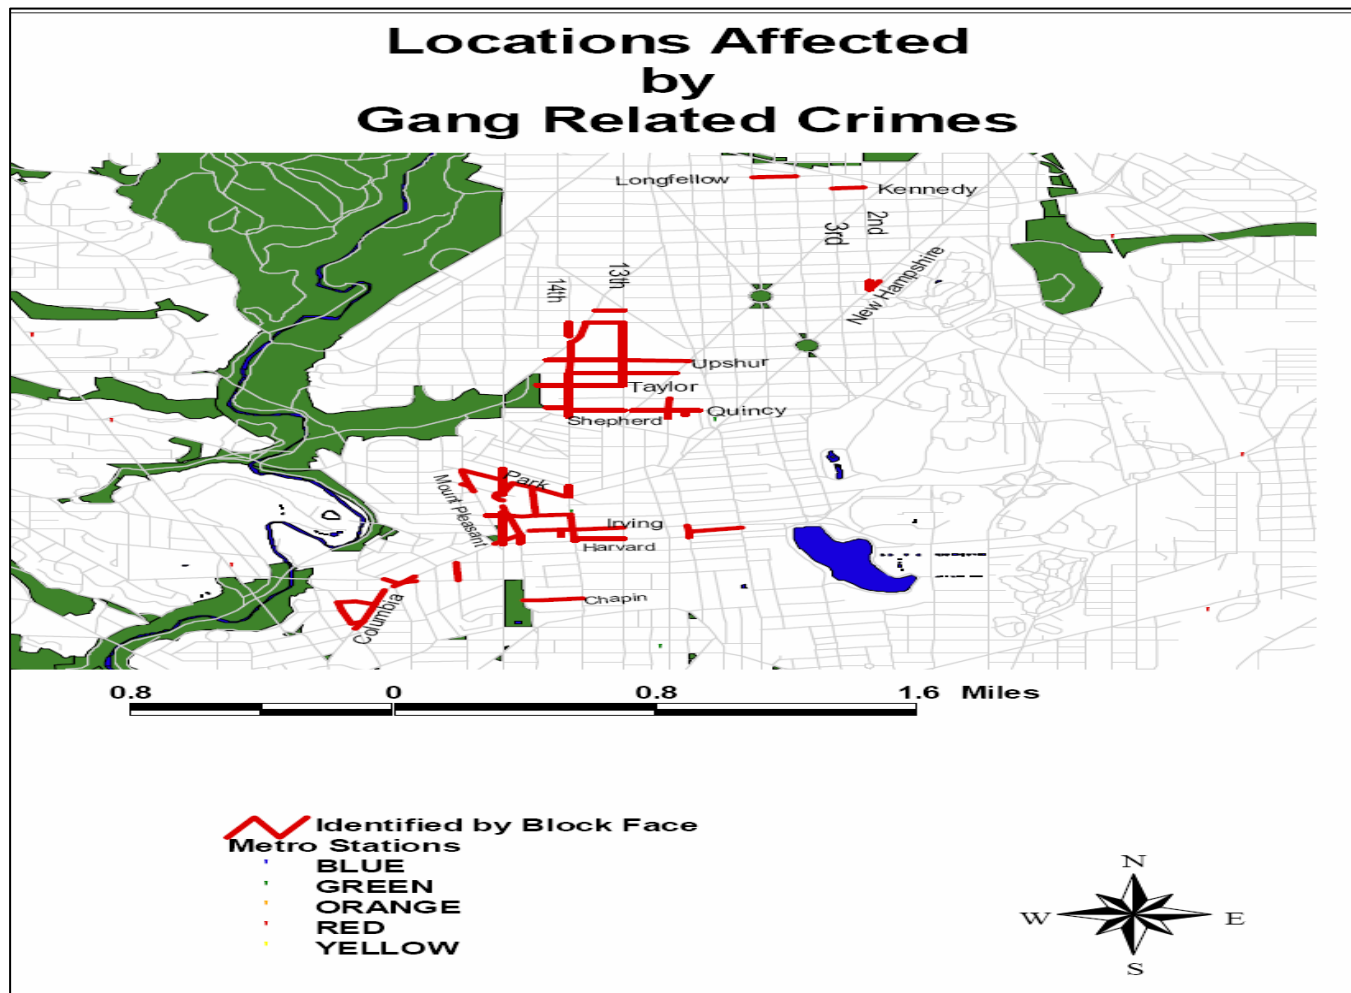 Locations Affected
by
Gang Related Crimes
Longfellow
Kennedy
2nd
3rd
New Hampshire
13th
14th
Upshur
Taylor
Quincy
Shepherd
Park
Mount Pleasant
Irving
Harvard
Chapin
Columbia
0.8 0 0.8 1.6 Miles
Identified by Block Face
Metro Stations
BLUE
GREEN
ORANGE
RED
YELLOW
N
W E
S